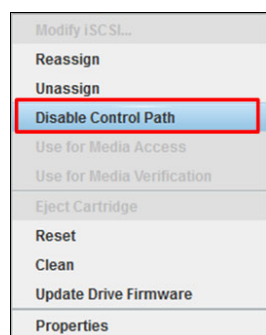 Modify iSCSI...
Reassign
Unassign
Disable Control Path
Use for Media Access
Use for Media Verification
Eject Cartridge
Reset
Clean
Update Drive Firmware
Properties